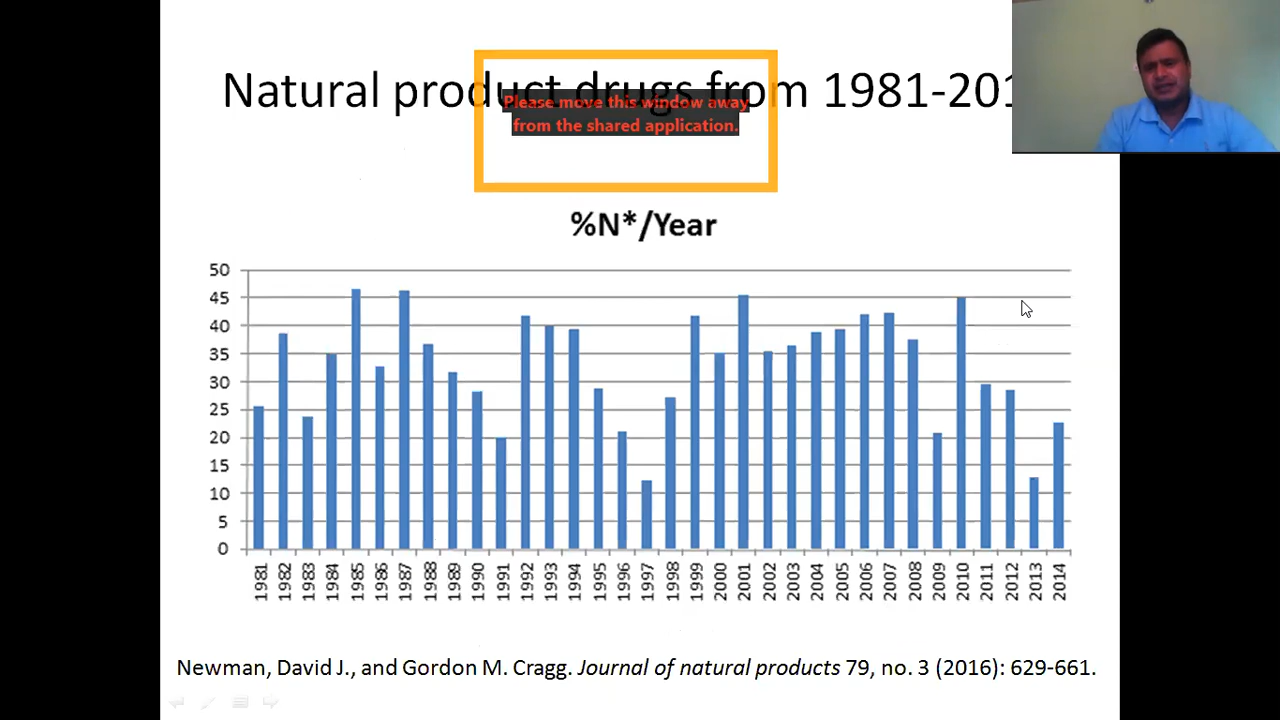 Natural product drugs from 1981-201
Please move this window away
from the shared application.
%N*/Year
50
45
40
35
30
25
20
15
10
5
0
1981 1982 1983 1984 1985 1986 1987 1988 1989 1990 1991 1992 1993 1994 1995 1996 1997 1998 1999 2000 2001 2002 2003 2004 2005 2006 2007 2008 2009 2010 2011 2012 2013 2014
Newman, David J., and Gordon M. Cragg. Journal of natural products 79, no. 3 (2016): 629-661.